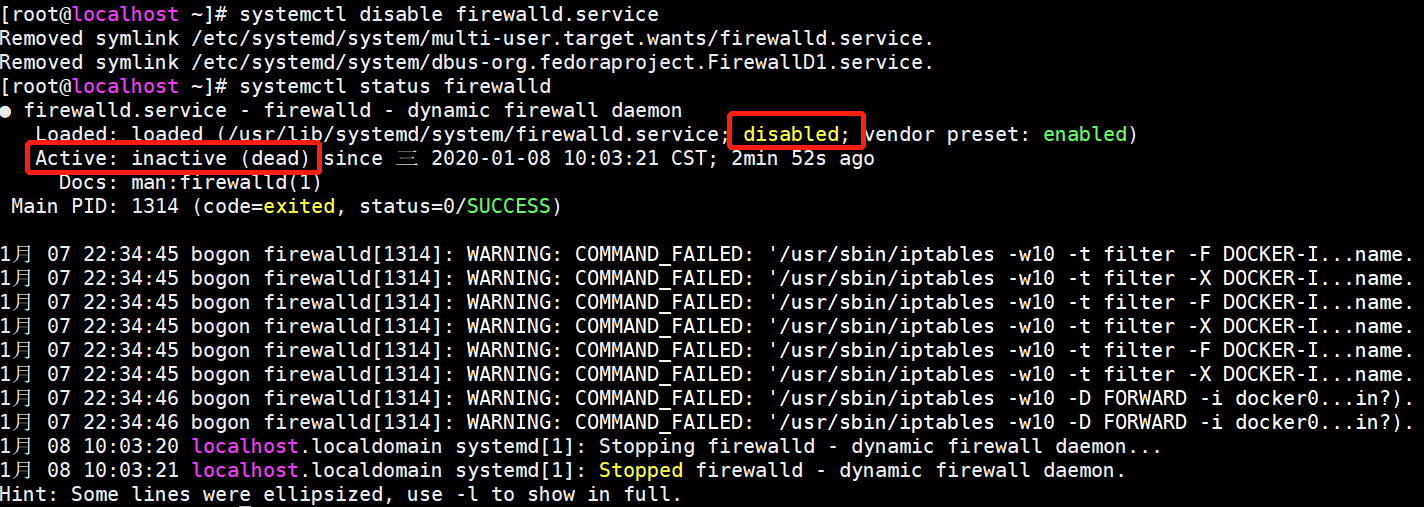 [root@localhost ~]# systemctl disable firewalld.service
Removed symlink /etc/systemd/system/multi-user.target.wants/firewalld.service.
Removed symlink /etc/systemd/system/dbus-org.fedoraproject.FirewallD1.service.
[root@localhost ~]# systemctl status firewalld
● firewalld.service - firewalld - dynamic firewall daemon
   Loaded: loaded (/usr/lib/systemd/system/firewalld.service; disabled; vendor preset: enabled)
   Active: inactive (dead) since 三 2020-01-08 10:03:21 CST; 2min 52s ago
     Docs: man:firewalld(1)
 Main PID: 1314 (code=exited, status=0/SUCCESS)

1月 07 22:34:45 bogon firewalld[1314]: WARNING: COMMAND_FAILED: '/usr/sbin/iptables -w10 -t filter -F DOCKER-I...name.
1月 07 22:34:45 bogon firewalld[1314]: WARNING: COMMAND_FAILED: '/usr/sbin/iptables -w10 -t filter -X DOCKER-I...name.
1月 07 22:34:45 bogon firewalld[1314]: WARNING: COMMAND_FAILED: '/usr/sbin/iptables -w10 -t filter -F DOCKER-I...name.
1月 07 22:34:45 bogon firewalld[1314]: WARNING: COMMAND_FAILED: '/usr/sbin/iptables -w10 -t filter -X DOCKER-I...name.
1月 07 22:34:45 bogon firewalld[1314]: WARNING: COMMAND_FAILED: '/usr/sbin/iptables -w10 -t filter -F DOCKER-I...name.
1月 07 22:34:45 bogon firewalld[1314]: WARNING: COMMAND_FAILED: '/usr/sbin/iptables -w10 -t filter -X DOCKER-I...name.
1月 07 22:34:46 bogon firewalld[1314]: WARNING: COMMAND_FAILED: '/usr/sbin/iptables -w10 -D FORWARD -i docker0...in?).
1月 07 22:34:46 bogon firewalld[1314]: WARNING: COMMAND_FAILED: '/usr/sbin/iptables -w10 -D FORWARD -i docker0...in?).
1月 08 10:03:20 localhost.localdomain systemd[1]: Stopping firewalld - dynamic firewall daemon...
1月 08 10:03:21 localhost.localdomain systemd[1]: Stopped firewalld - dynamic firewall daemon.
Hint: Some lines were ellipsized, use -l to show in full.